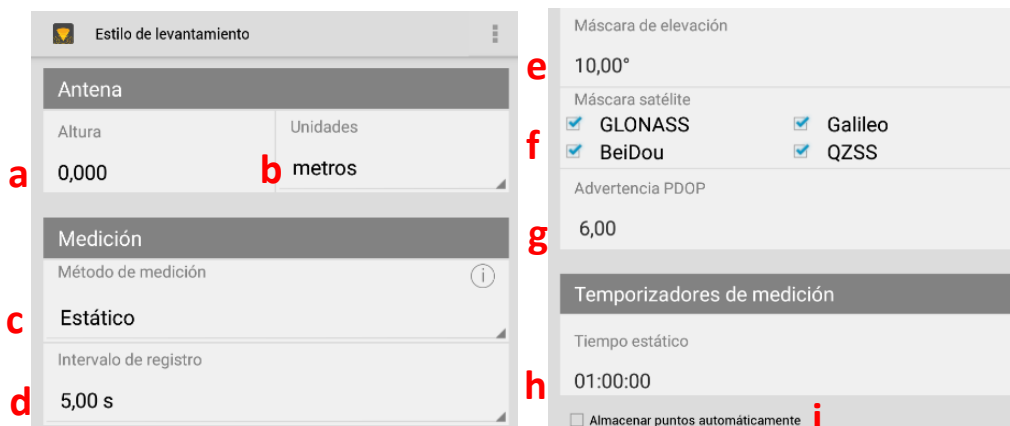 Estilo de levantamiento
Antena
Altura
Unidades
a 0,000
b metros
Medición
Método de medición
c Estático
Intervalo de registro
d 5,00 s
Máscara de elevación
e 10,00°
Máscara satélite
f GLONASS Galileo
BeiDou QZSS
Advertencia PDOP
g 6,00
Temporizadores de medición
Tiempo estático
h 01:00:00
Almacenar puntos automáticamente i